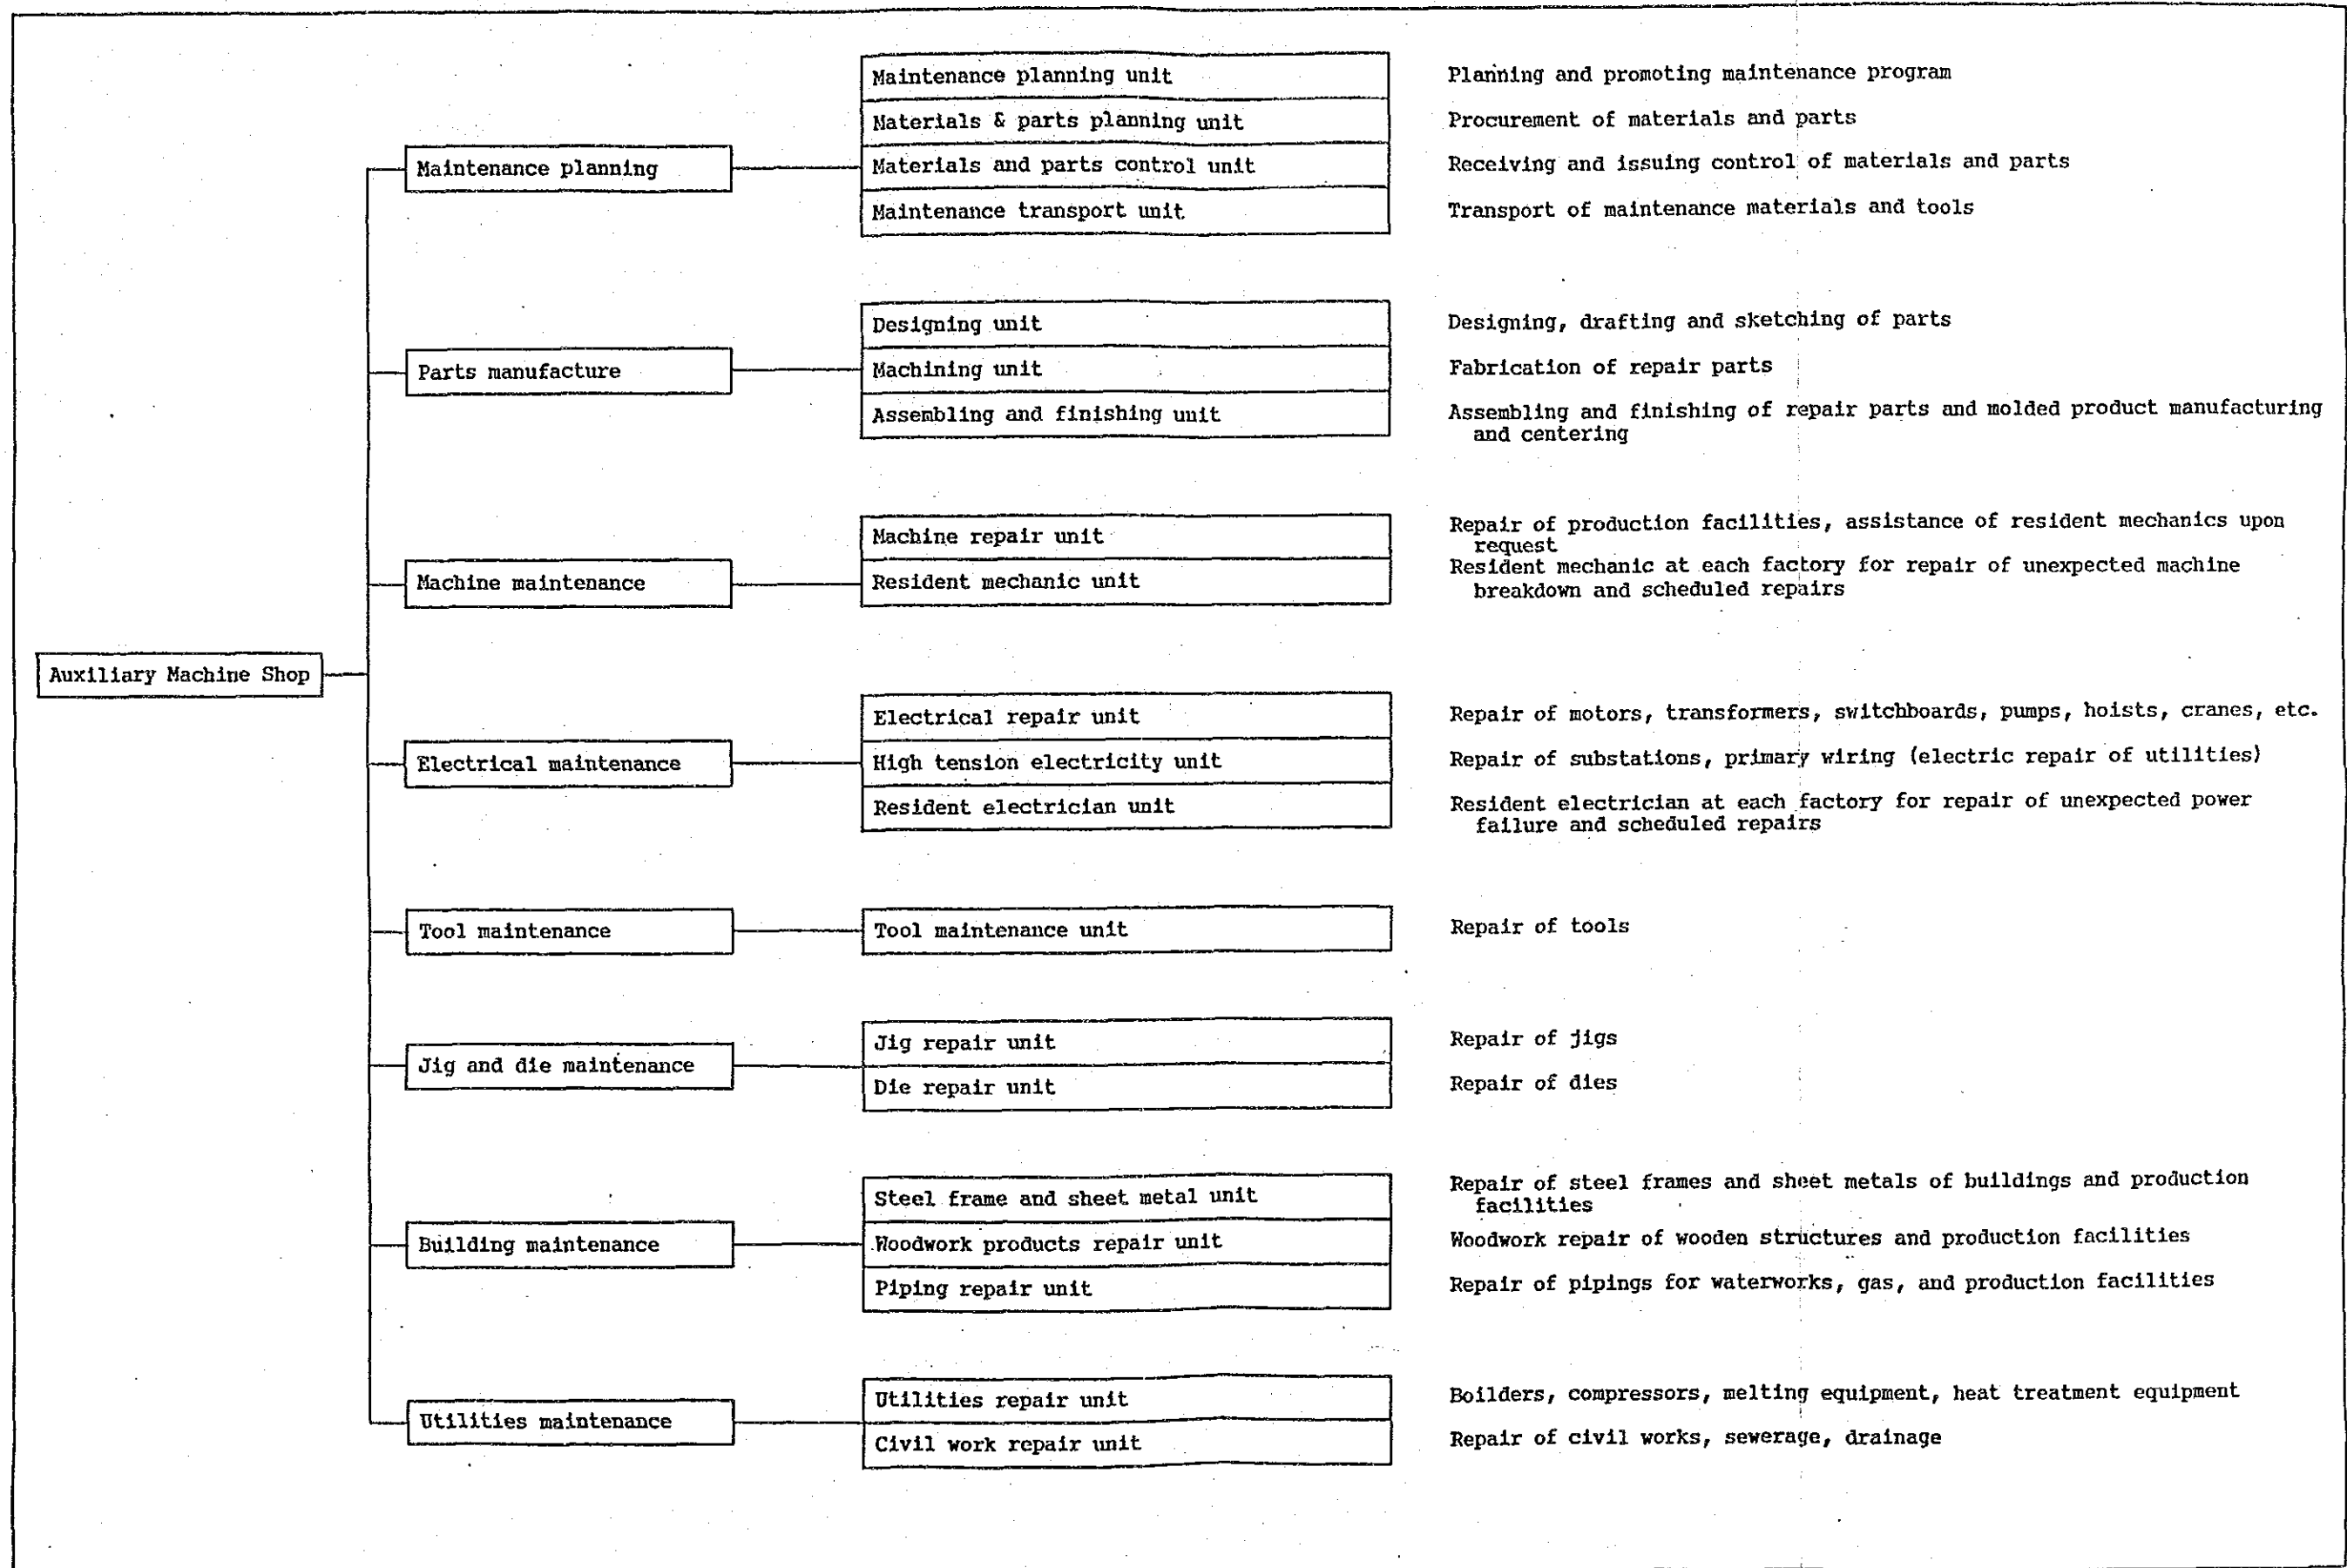 Auxiliary Machine Shop
Maintenance planning
Maintenance planning unit
Planning and promoting maintenance program
Materials & parts planning unit
Procurement of materials and parts
Materials and parts control unit
Receiving and issuing control of materials and parts
Maintenance transport unit
Transport of maintenance materials and tools
Parts manufacture
Designing unit
Designing, drafting and sketching of parts
Machining unit
Fabrication of repair parts
Assembling and finishing unit
Assembling and finishing of repair parts and molded product manufacturing
and centering
Machine maintenance
Machine repair unit
Repair of production facilities, assistance of resident mechanics upon
request
Resident mechanic unit
Resident mechanic at each factory for repair of unexpected machine
breakdown and scheduled repairs
Electrical maintenance
Electrical repair unit
Repair of motors, transformers, switchboards, pumps, hoists, cranes, etc.
High tension electricity unit
Repair of substations, primary wiring (electric repair of utilities)
Resident electrician unit
Resident electrician at each factory for repair of unexpected power
failure and scheduled repairs
Tool maintenance
Tool maintenance unit
Repair of tools
Jig and die maintenance
Jig repair unit
Repair of jigs
Die repair unit
Repair of dies
Building maintenance
Steel frame and sheet metal unit
Repair of steel frames and sheet metals of buildings and production
facilities
Woodwork products repair unit
Woodwork repair of wooden structures and production facilities
Piping repair unit
Repair of pipings for waterworks, gas, and production facilities
Utilities maintenance
Utilities repair unit
Boilders, compressors, melting equipment, heat treatment equipment
Civil work repair unit
Repair of civil works, sewerage, drainage